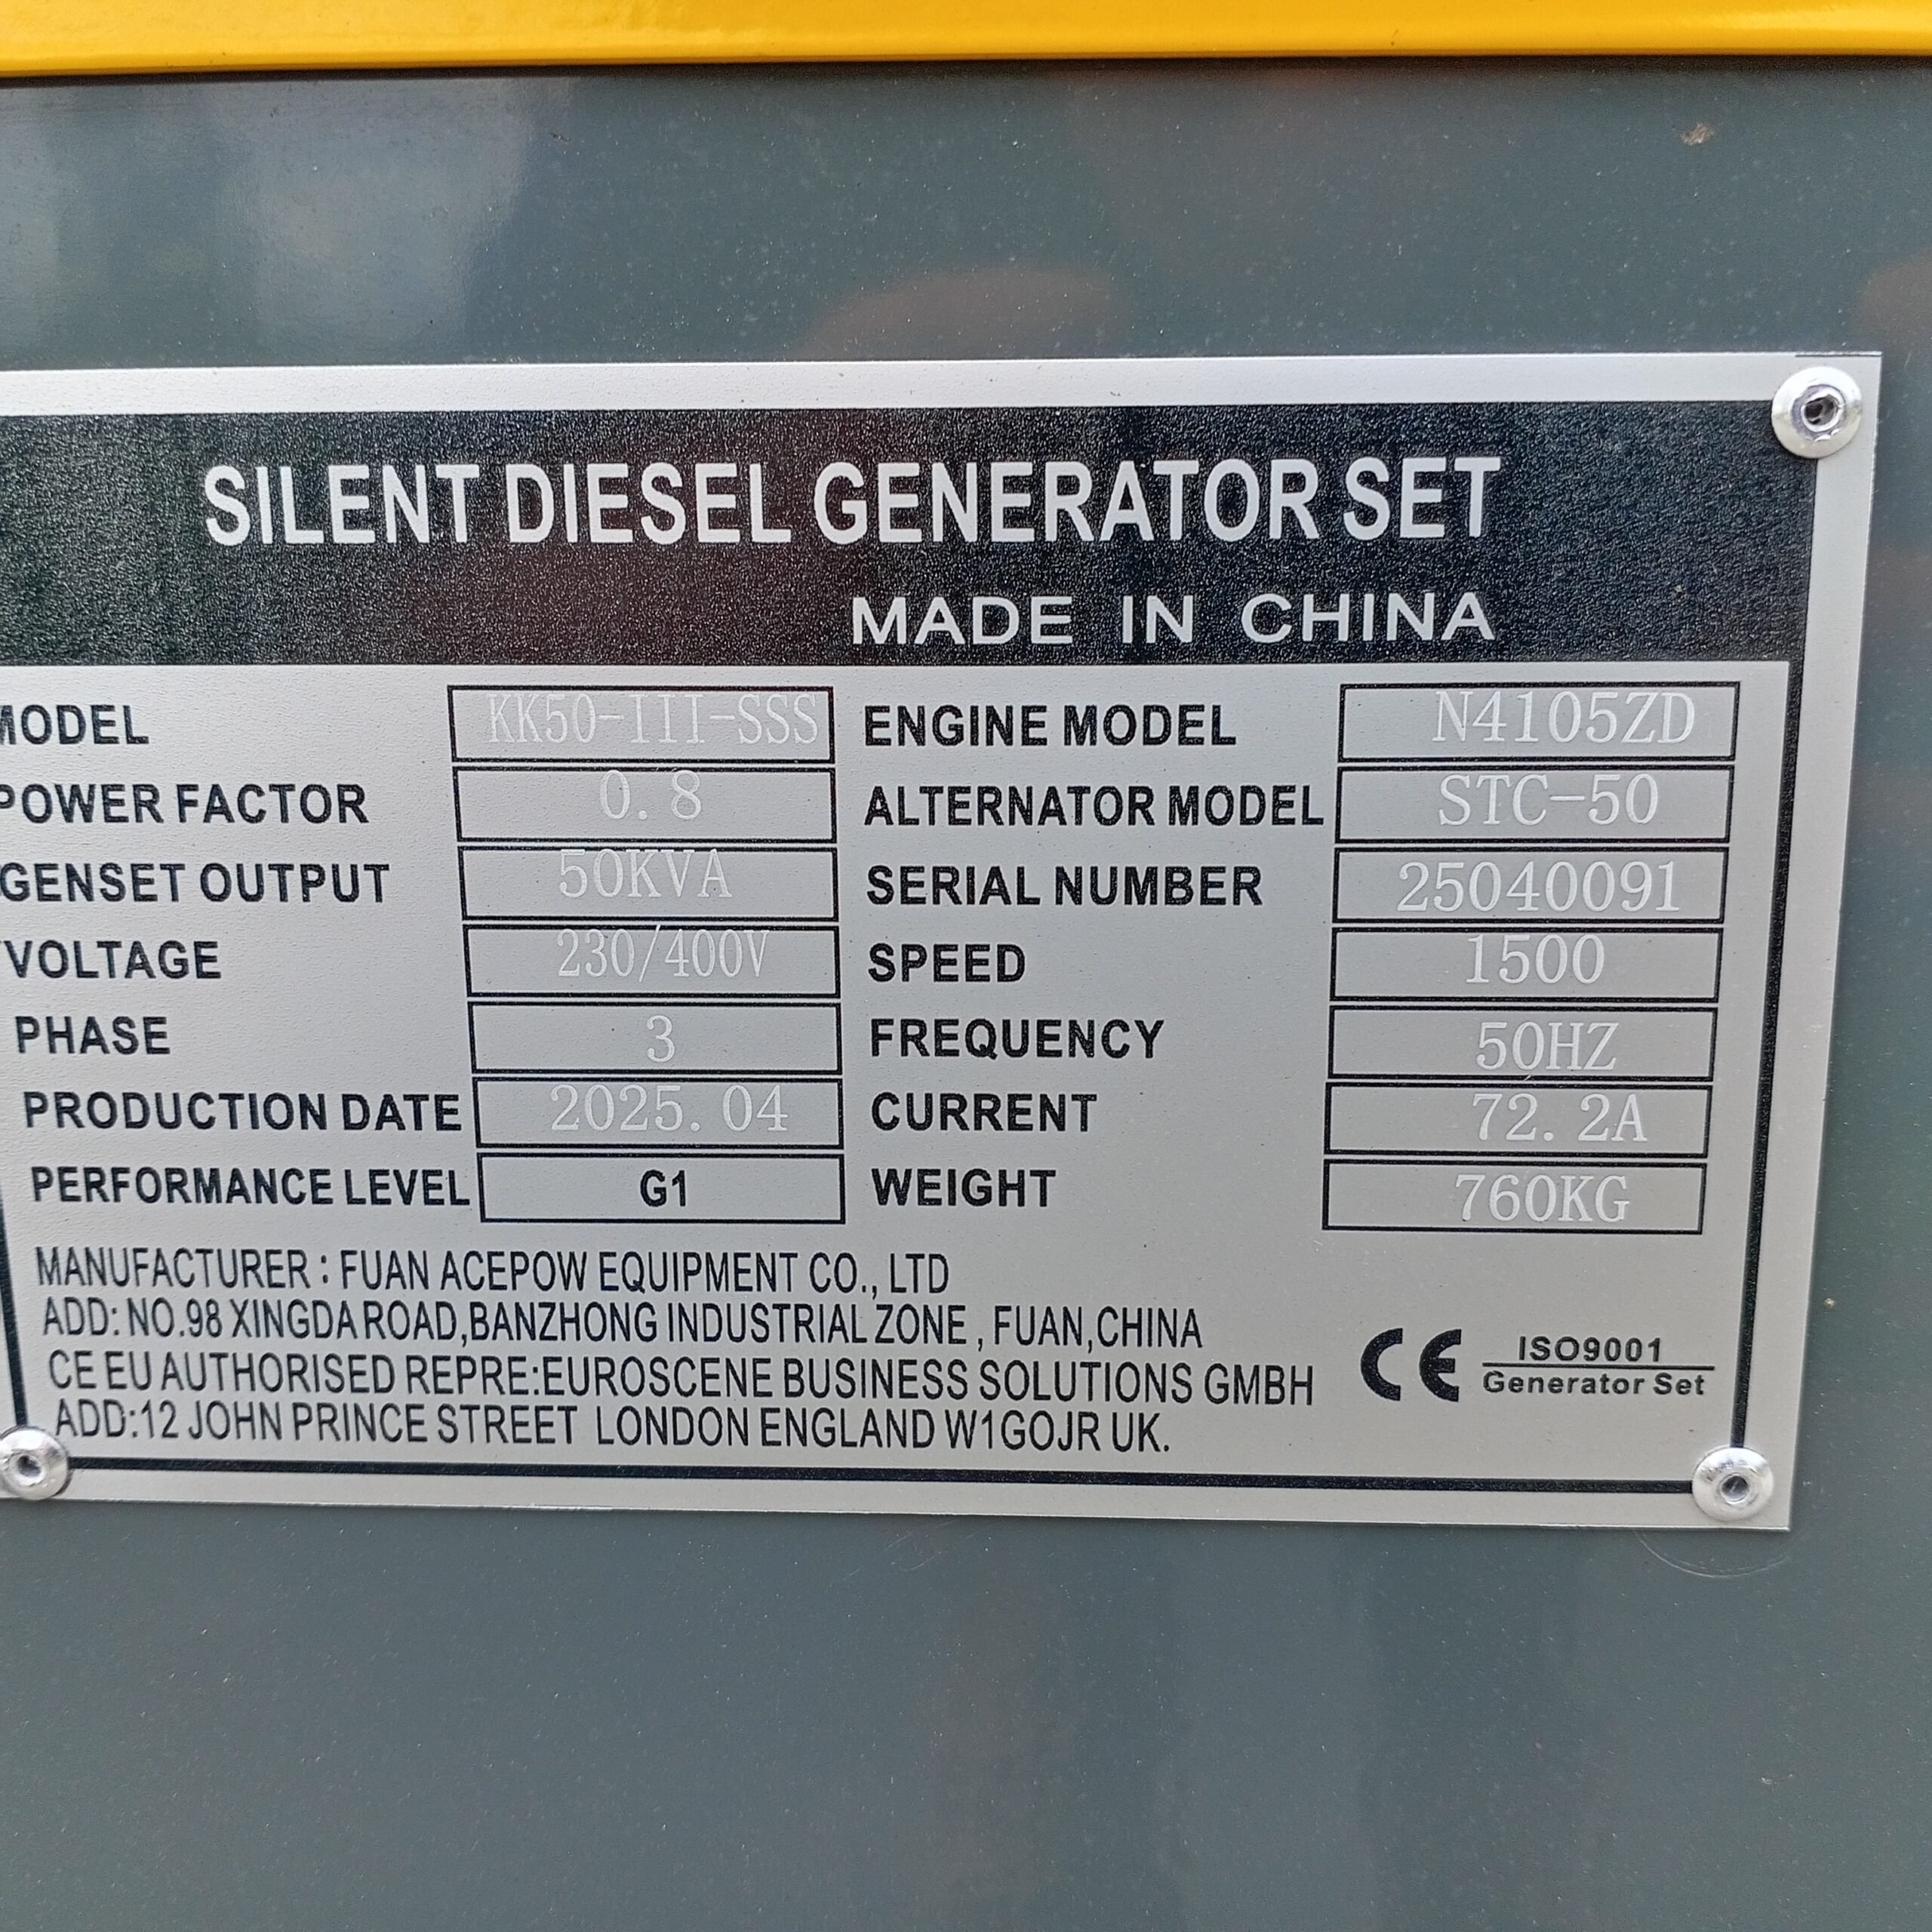 SILENT DIESEL GENERATOR SET
MADE IN CHINA
MODEL KK50-III-SSS ENGINE MODEL N4105ZD
POWER FACTOR 0.8 ALTERNATOR MODEL STC-50
GENSET OUTPUT 50KVA SERIAL NUMBER 25040091
VOLTAGE 230/400V SPEED 1500
PHASE 3 FREQUENCY 50HZ
PRODUCTION DATE 2025.04 CURRENT 72.2A
PERFORMANCE LEVEL G1 WEIGHT 760KG
MANUFACTURER : FUAN ACEPOW EQUIPMENT CO., LTD
ADD: NO.98 XINGDA ROAD,BANZHONG INDUSTRIAL ZONE , FUAN,CHINA
CE EU AUTHORISED REPRE:EUROSCENE BUSINESS SOLUTIONS GMBH
ADD:12 JOHN PRINCE STREET LONDON ENGLAND W1GOJR UK.
CE ISO9001
Generator Set